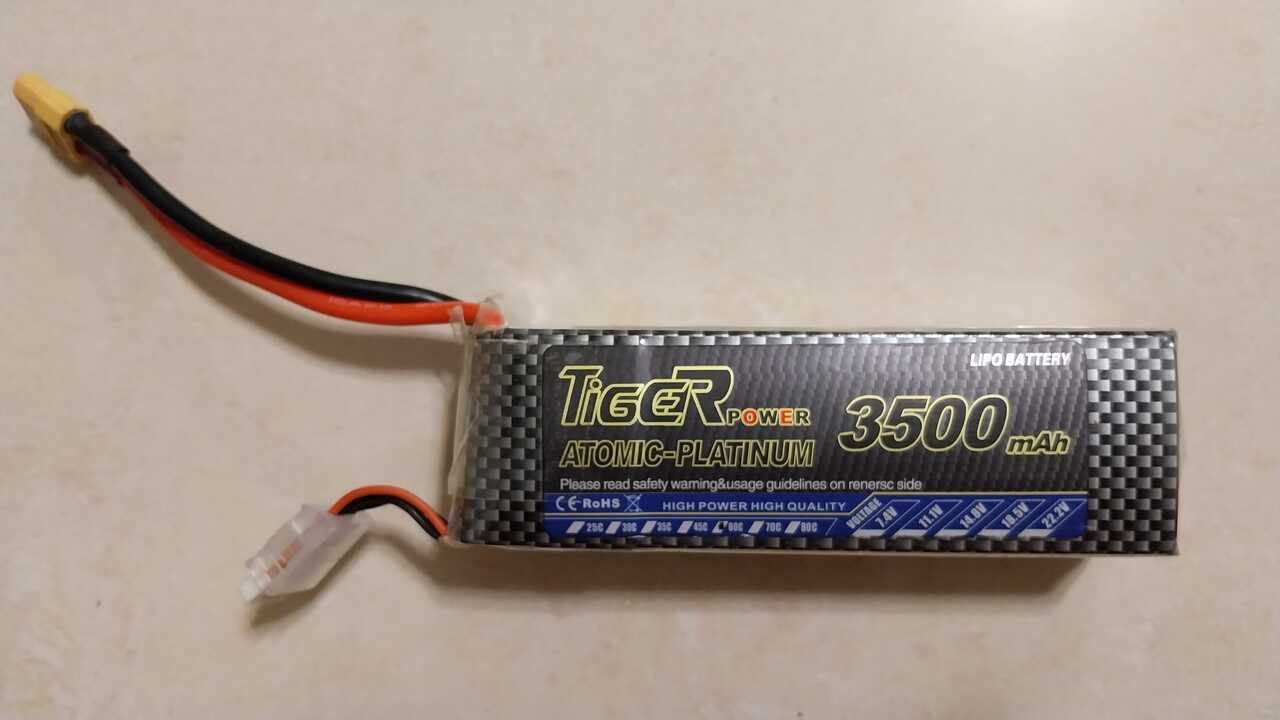 LIPO BATTERY
TIGER POWER
3500 mAh
ATOMIC-PLATINUM
Please read safety warning&usage guidelines on renersc side
CE RoHS HIGH POWER HIGH QUALITY
25C 30C 35C 45C 60C 70C 80C
VOLTAGE 7.4V 11.1V 14.8V 18.5V 22.2V